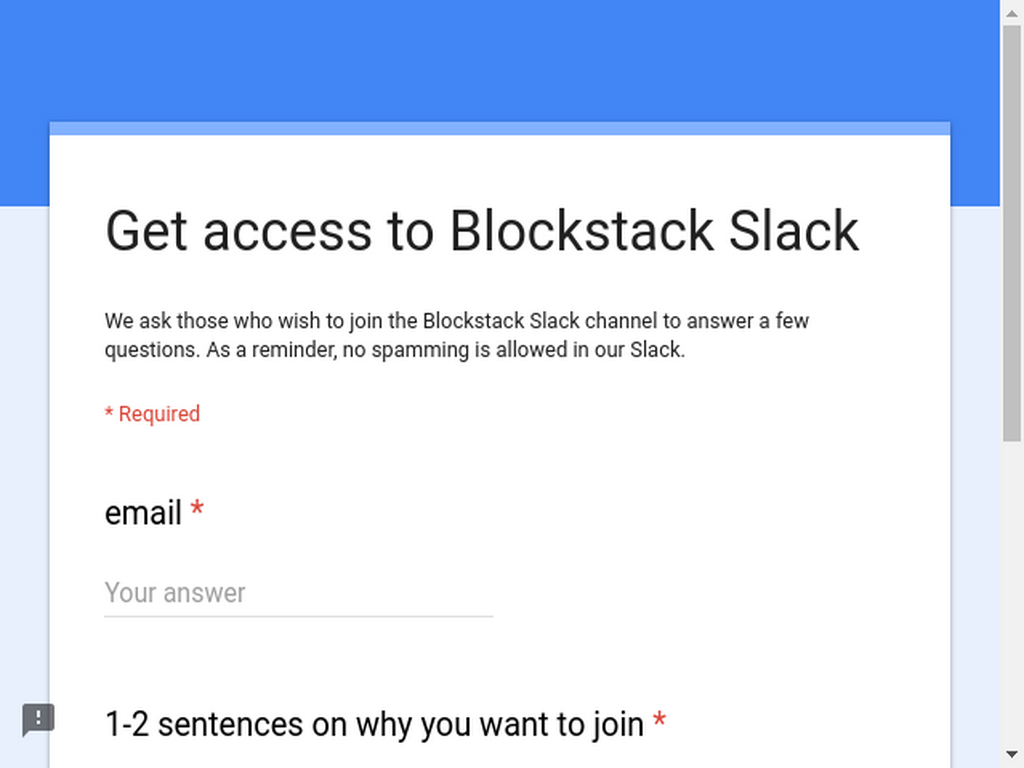 Get access to Blockstack Slack
We ask those who wish to join the Blockstack Slack channel to answer a few
questions. As a reminder, no spamming is allowed in our Slack.
* Required
email *
Your answer
1-2 sentences on why you want to join *